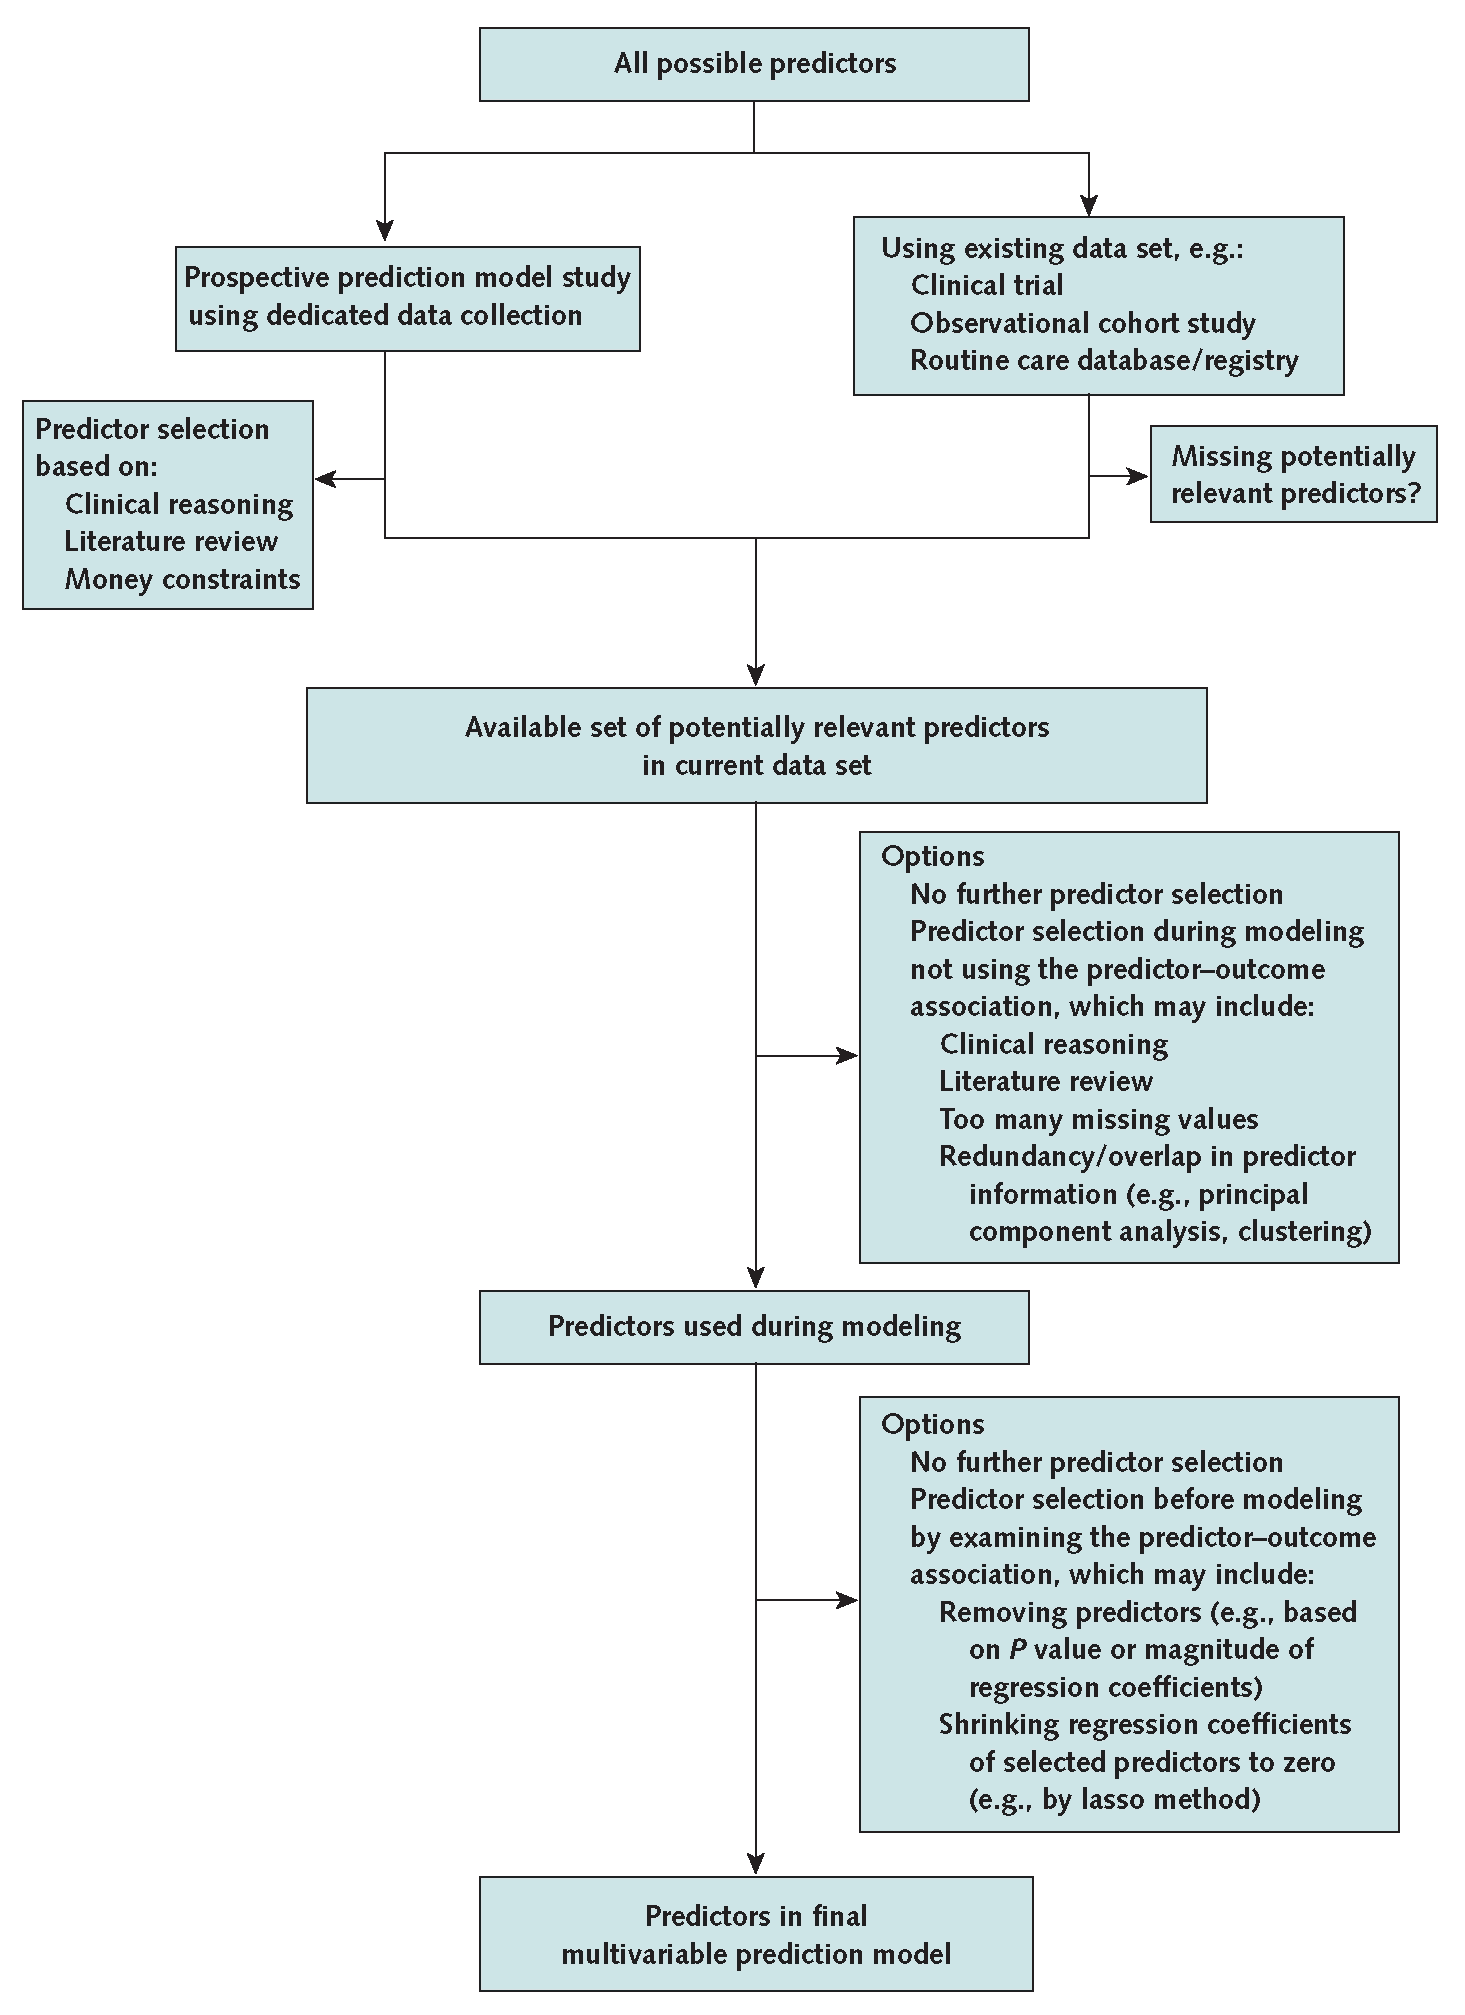 All possible predictors
Prospective prediction model study
using dedicated data collection
Using existing data set, e.g.:
Clinical trial
Observational cohort study
Routine care database/registry
Predictor selection
based on:
Clinical reasoning
Literature review
Money constraints
Missing potentially
relevant predictors?
Available set of potentially relevant predictors
in current data set
Options
No further predictor selection
Predictor selection during modeling
not using the predictor–outcome
association, which may include:
Clinical reasoning
Literature review
Too many missing values
Redundancy/overlap in predictor
information (e.g., principal
component analysis, clustering)
Predictors used during modeling
Options
No further predictor selection
Predictor selection before modeling
by examining the predictor–outcome
association, which may include:
Removing predictors (e.g., based
on P value or magnitude of
regression coefficients)
Shrinking regression coefficients
of selected predictors to zero
(e.g., by lasso method)
Predictors in final
multivariable prediction model